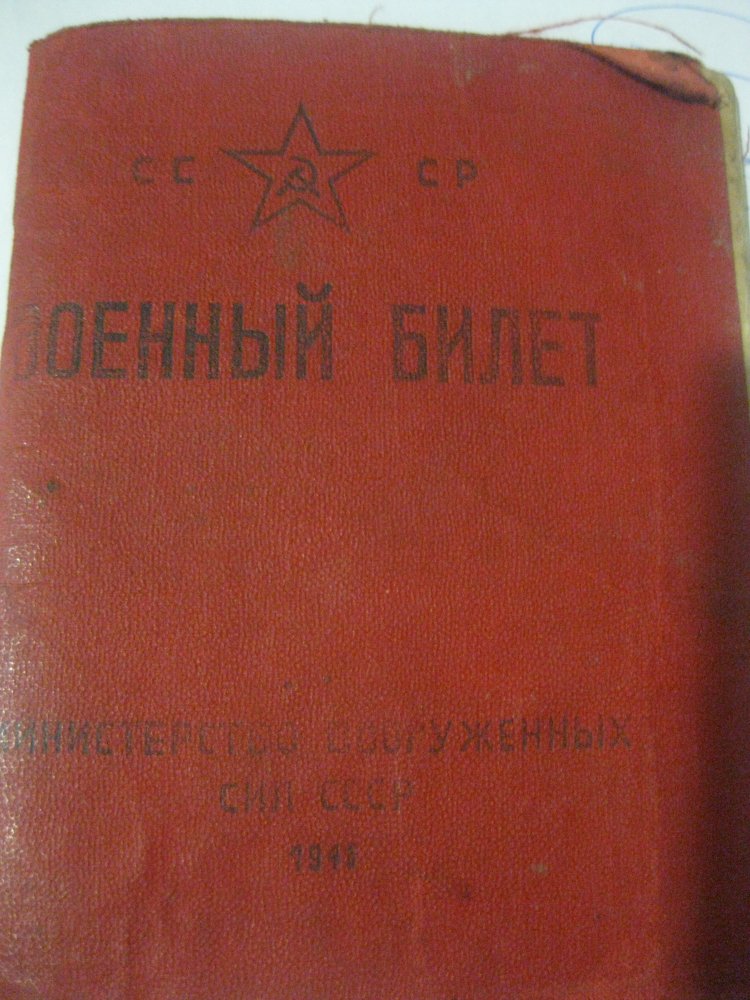 СС СР
ВОЕННЫЙ БИЛЕТ
МИНИСТЕРСТВО ВООРУЖЕННЫХ
СИЛ СССР